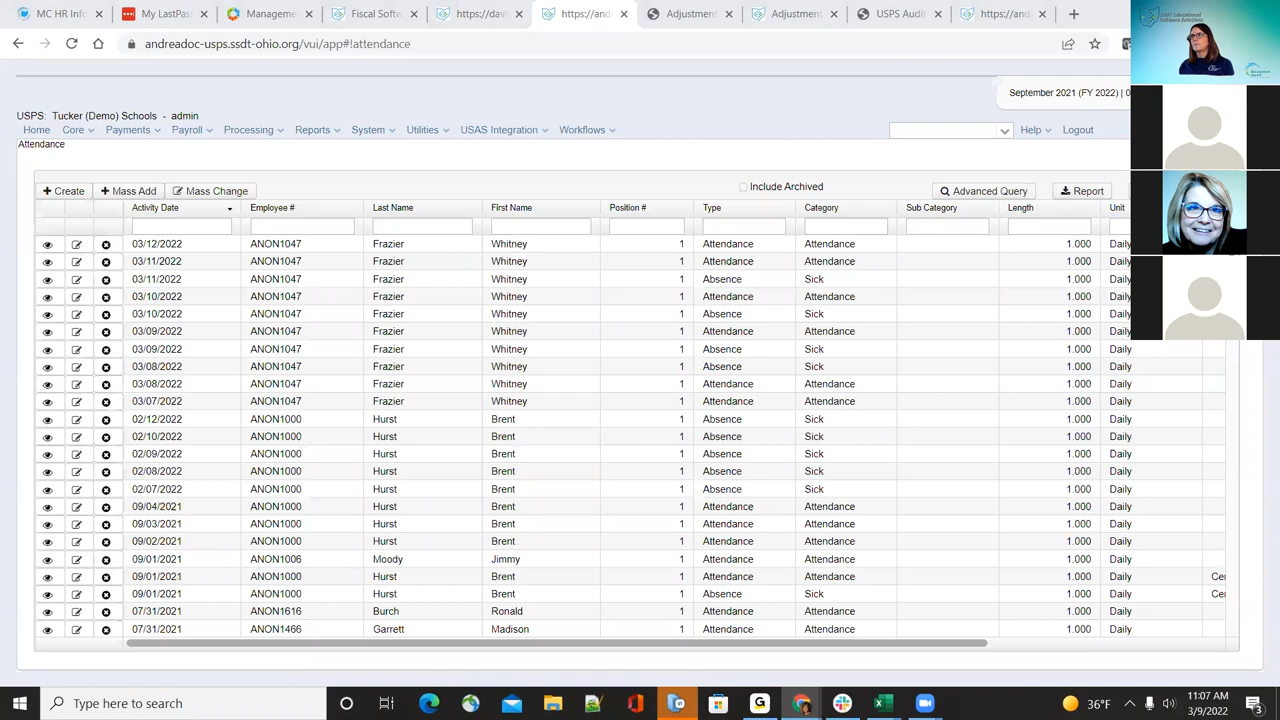 MC HR Info
My LastPass
Manageme
Fiscal Softw
https://andre
Adjustment
Adjustment
USPS App
https://and
andreadoc-usps.ssdt-ohio.org/vui/app#!attendance
September 2021 (FY 2022) | 0
USPS: Tucker (Demo) Schools - admin
Home Core Payments Payroll Processing Reports System Utilities USAS Integration Workflows Help Logout
Attendance
Create Mass Add Mass Change Include Archived Advanced Query Report
Activity Date Employee # Last Name First Name Position # Type Category Sub Category Length Unit
03/12/2022 ANON1047 Frazier Whitney 1 Attendance Attendance 1.000 Daily
03/11/2022 ANON1047 Frazier Whitney 1 Attendance Attendance 1.000 Daily
03/11/2022 ANON1047 Frazier Whitney 1 Absence Sick 1.000 Daily
03/10/2022 ANON1047 Frazier Whitney 1 Attendance Attendance 1.000 Daily
03/10/2022 ANON1047 Frazier Whitney 1 Absence Sick 1.000 Daily
03/09/2022 ANON1047 Frazier Whitney 1 Attendance Attendance 1.000 Daily
03/09/2022 ANON1047 Frazier Whitney 1 Absence Sick 1.000 Daily
03/08/2022 ANON1047 Frazier Whitney 1 Absence Sick 1.000 Daily
03/08/2022 ANON1047 Frazier Whitney 1 Attendance Attendance 1.000 Daily
03/07/2022 ANON1047 Frazier Whitney 1 Attendance Attendance 1.000 Daily
02/12/2022 ANON1000 Hurst Brent 1 Absence Sick 1.000 Daily
02/10/2022 ANON1000 Hurst Brent 1 Absence Sick 1.000 Daily
02/09/2022 ANON1000 Hurst Brent 1 Absence Sick 1.000 Daily
02/08/2022 ANON1000 Hurst Brent 1 Absence Sick 1.000 Daily
02/07/2022 ANON1000 Hurst Brent 1 Absence Sick 1.000 Daily
09/04/2021 ANON1000 Hurst Brent 1 Attendance Attendance 1.000 Daily
09/03/2021 ANON1000 Hurst Brent 1 Attendance Attendance 1.000 Daily
09/02/2021 ANON1000 Hurst Brent 1 Attendance Attendance 1.000 Daily
09/01/2021 ANON1006 Moody Jimmy 1 Attendance Attendance 1.000 Daily
09/01/2021 ANON1000 Hurst Brent 1 Attendance Attendance 1.000 Daily Cer
09/01/2021 ANON1000 Hurst Brent 1 Absence Sick 1.000 Daily Cer
07/31/2021 ANON1616 Burch Ronald 1 Attendance Attendance 1.000 Daily
07/31/2021 ANON1466 Garrett Madison 1 Attendance Attendance 1.000 Daily
Type here to search
36°F
11:07 AM
3/9/2022
3